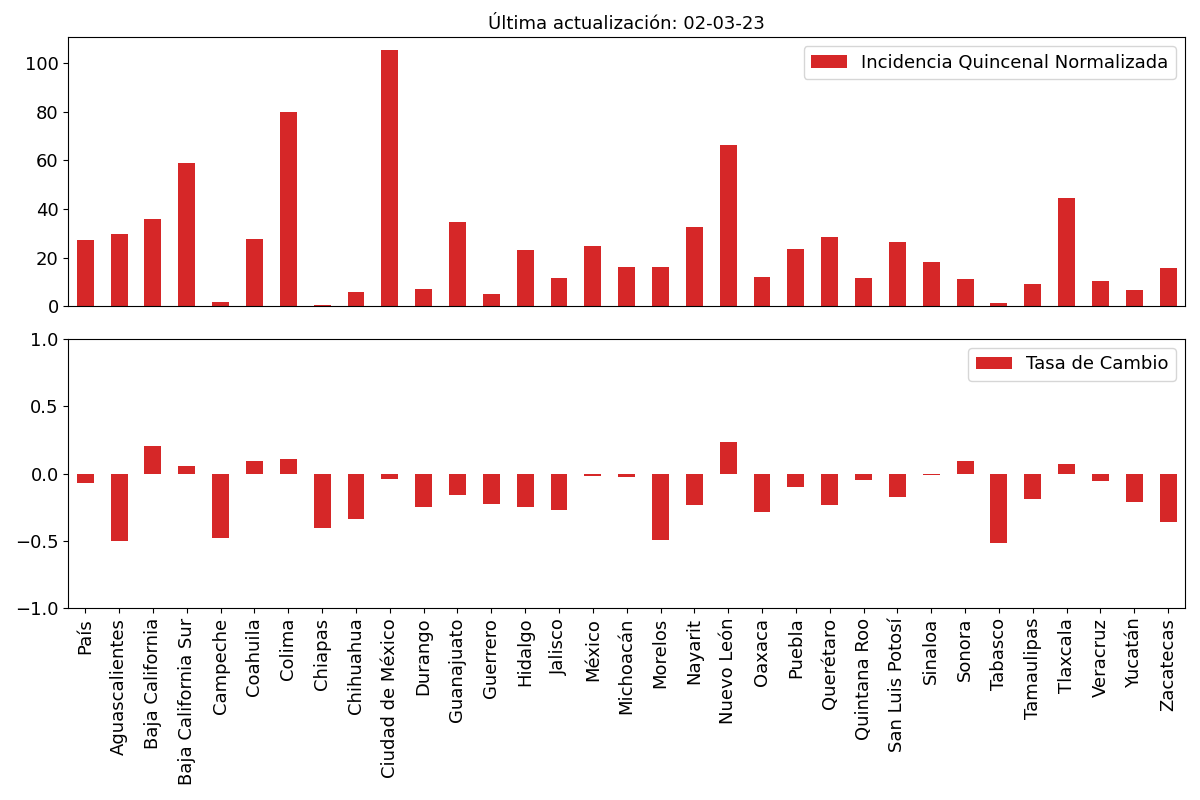 Última actualización: 02-03-23
Incidencia Quincenal Normalizada
100
80
60
40
20
0
Tasa de Cambio
1.0
0.5
0.0
−0.5
−1.0
País
Aguascalientes
Baja California
Baja California Sur
Campeche
Coahuila
Colima
Chiapas
Chihuahua
Ciudad de México
Durango
Guanajuato
Guerrero
Hidalgo
Jalisco
México
Michoacán
Morelos
Nayarit
Nuevo León
Oaxaca
Puebla
Querétaro
Quintana Roo
San Luis Potosí
Sinaloa
Sonora
Tabasco
Tamaulipas
Tlaxcala
Veracruz
Yucatán
Zacatecas